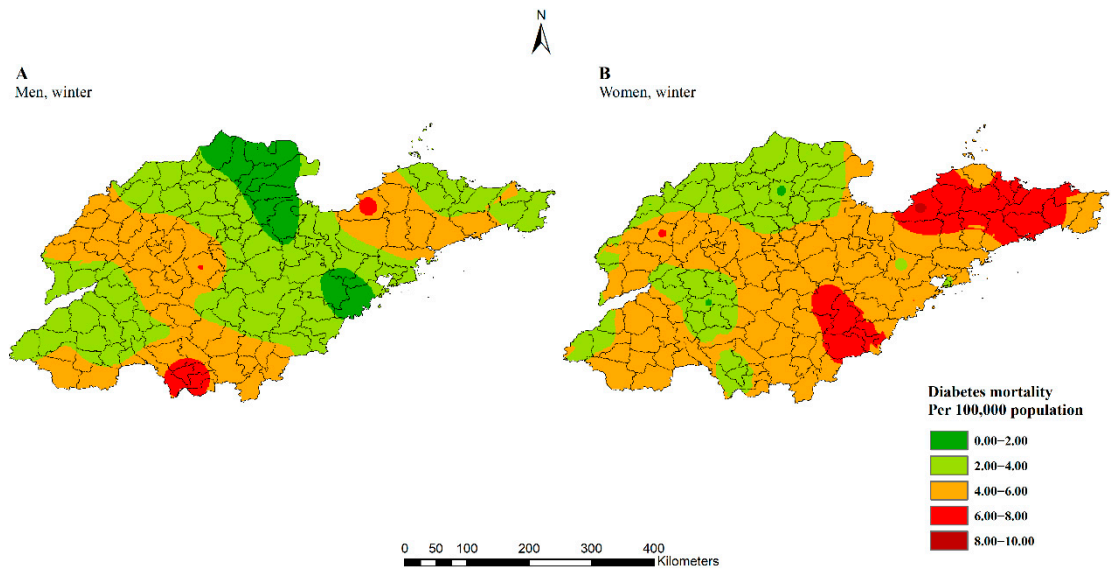 N
A
Men, winter
B
Women, winter
Diabetes mortality
Per 100,000 population
0.00−2.00
2.00−4.00
4.00−6.00
6.00−8.00
8.00−10.00
0 50 100 200 300 400
Kilometers